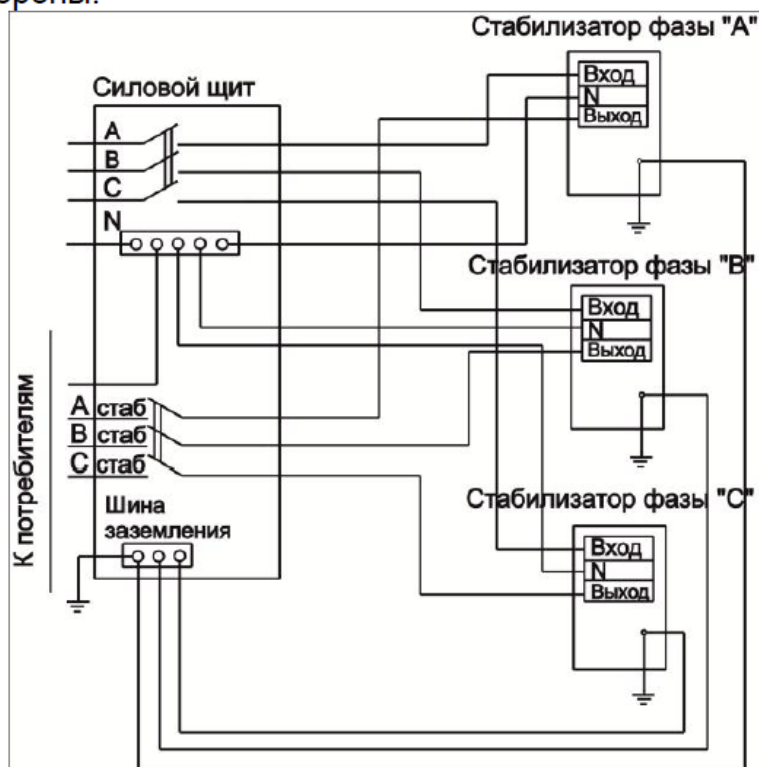 Стабилизатор фазы "А"
Вход
N
Выход
Силовой щит
А
В
С
N
Стабилизатор фазы "В"
Вход
N
Выход
К потребителям
А стаб
В стаб
С стаб
Стабилизатор фазы "С"
Вход
N
Выход
Шина
заземления